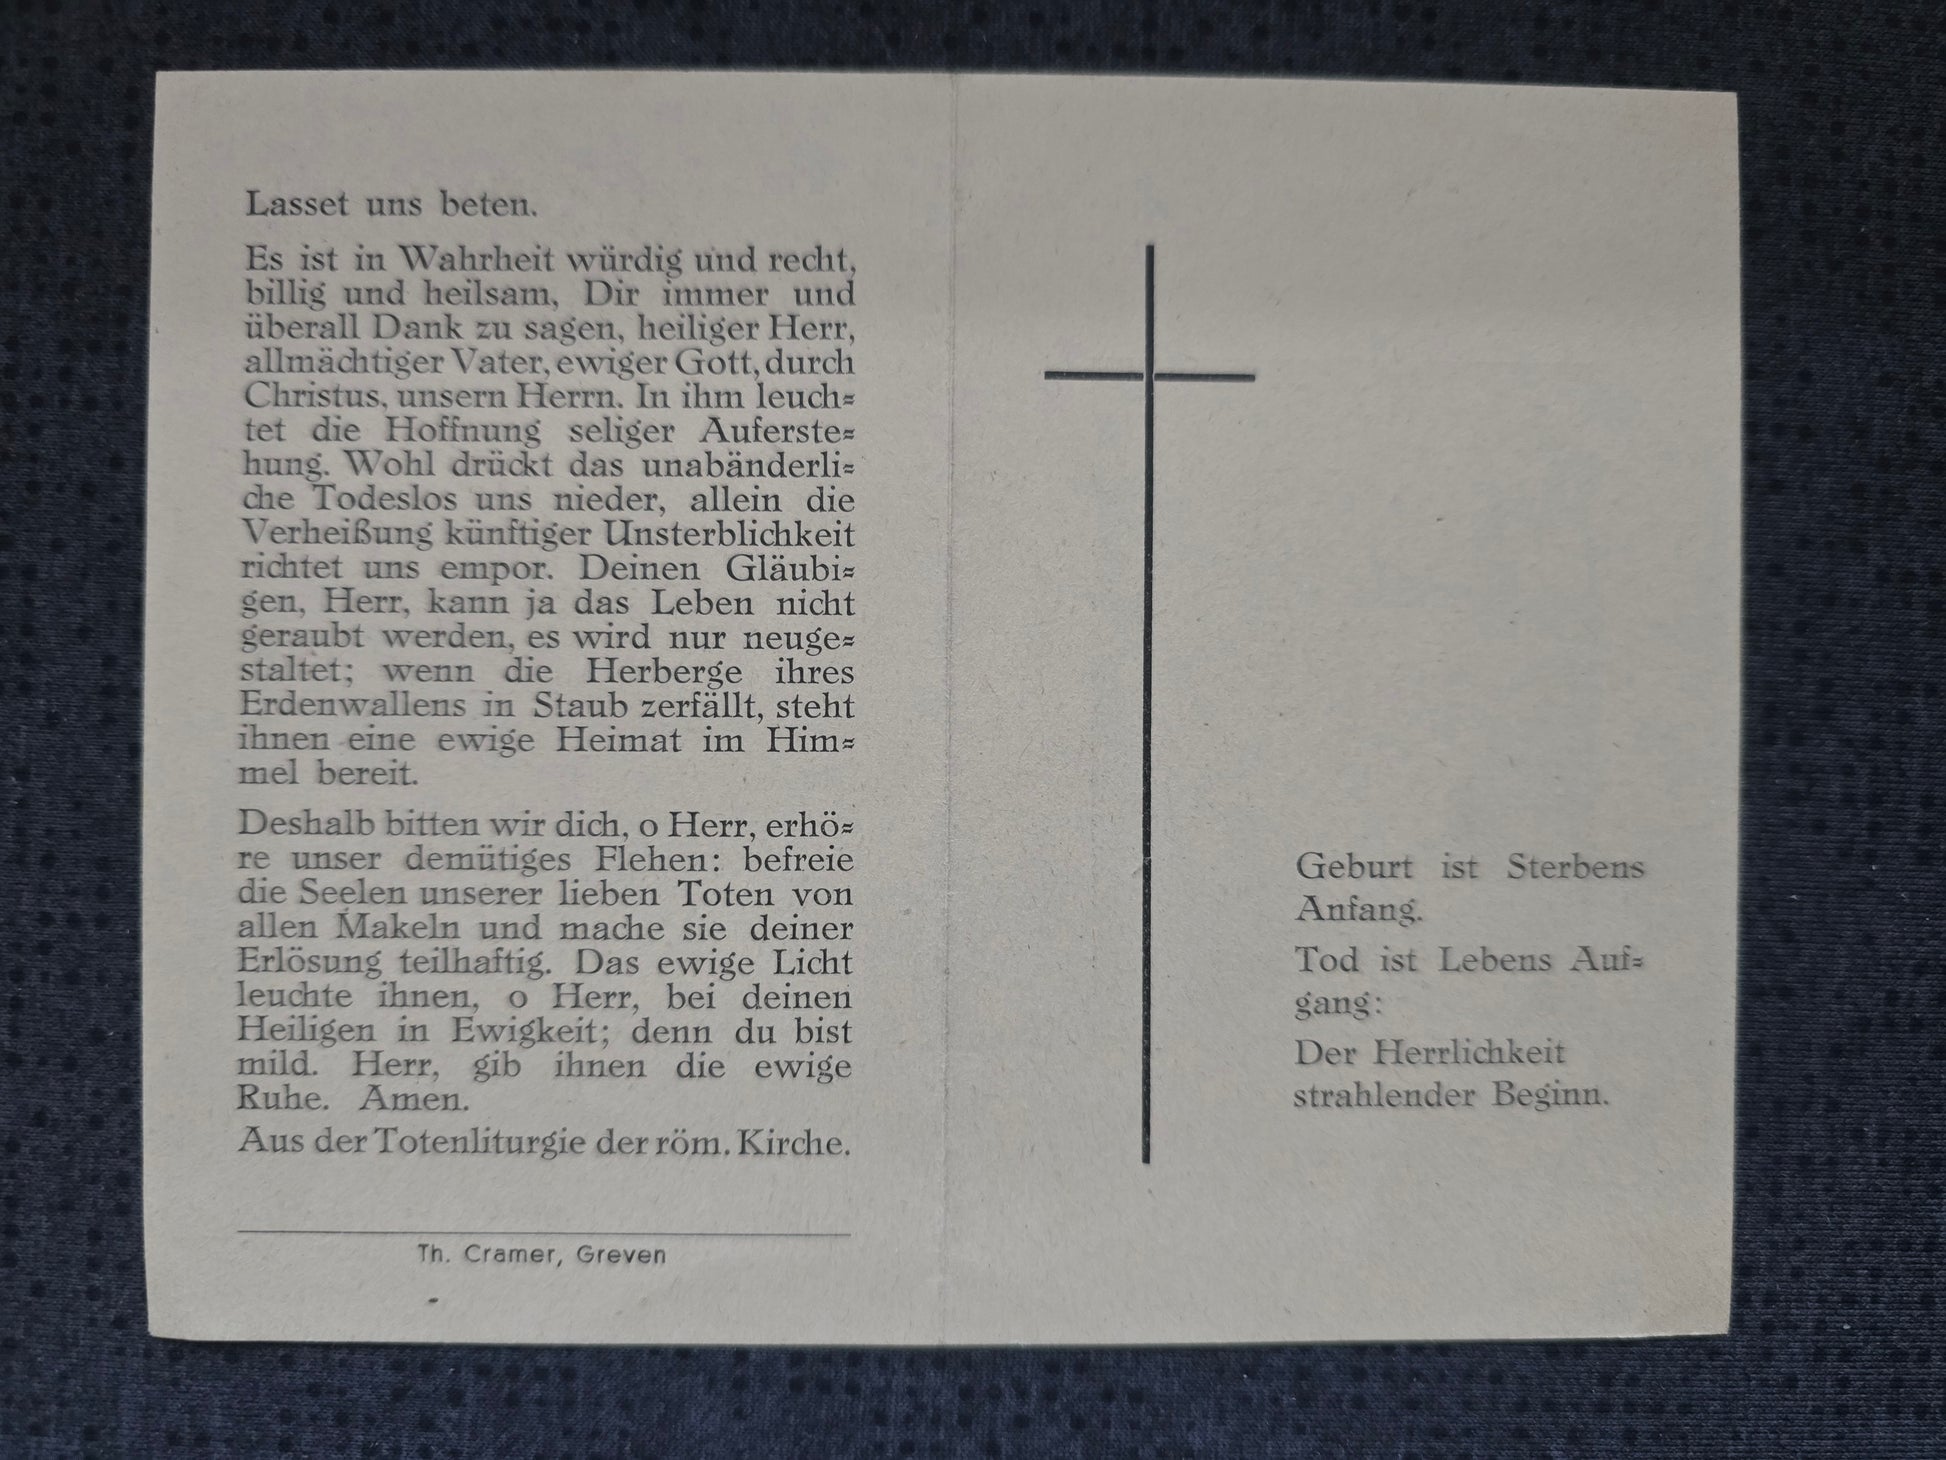 Lasset uns beten.
Es ist in Wahrheit würdig und recht,
billig und heilsam, Dir immer und
überall Dank zu sagen, heiliger Herr,
allmächtiger Vater, ewiger Gott, durch
Christus, unsern Herrn. In ihm leuch=
tet die Hoffnung seliger Auferste=
hung. Wohl drückt das unabänderli=
che Todeslos uns nieder, allein die
Verheißung künftiger Unsterblichkeit
richtet uns empor. Deinen Gläubi=
gen, Herr, kann ja das Leben nicht
geraubt werden, es wird nur neuge=
staltet; wenn die Herberge ihres
Erdenwallens in Staub zerfällt, steht
ihnen eine ewige Heimat im Him=
mel bereit.
Deshalb bitten wir dich, o Herr, erhö=
re unser demütiges Flehen: befreie
die Seelen unserer lieben Toten von
allen Makeln und mache sie deiner
Erlösung teilhaftig. Das ewige Licht
leuchte ihnen, o Herr, bei deinen
Heiligen in Ewigkeit; denn du bist
mild. Herr, gib ihnen die ewige
Ruhe. Amen.
Aus der Totenliturgie der röm. Kirche.
Th. Cramer, Greven
Geburt ist Sterbens
Anfang.
Tod ist Lebens Auf=
gang:
Der Herrlichkeit
strahlender Beginn.